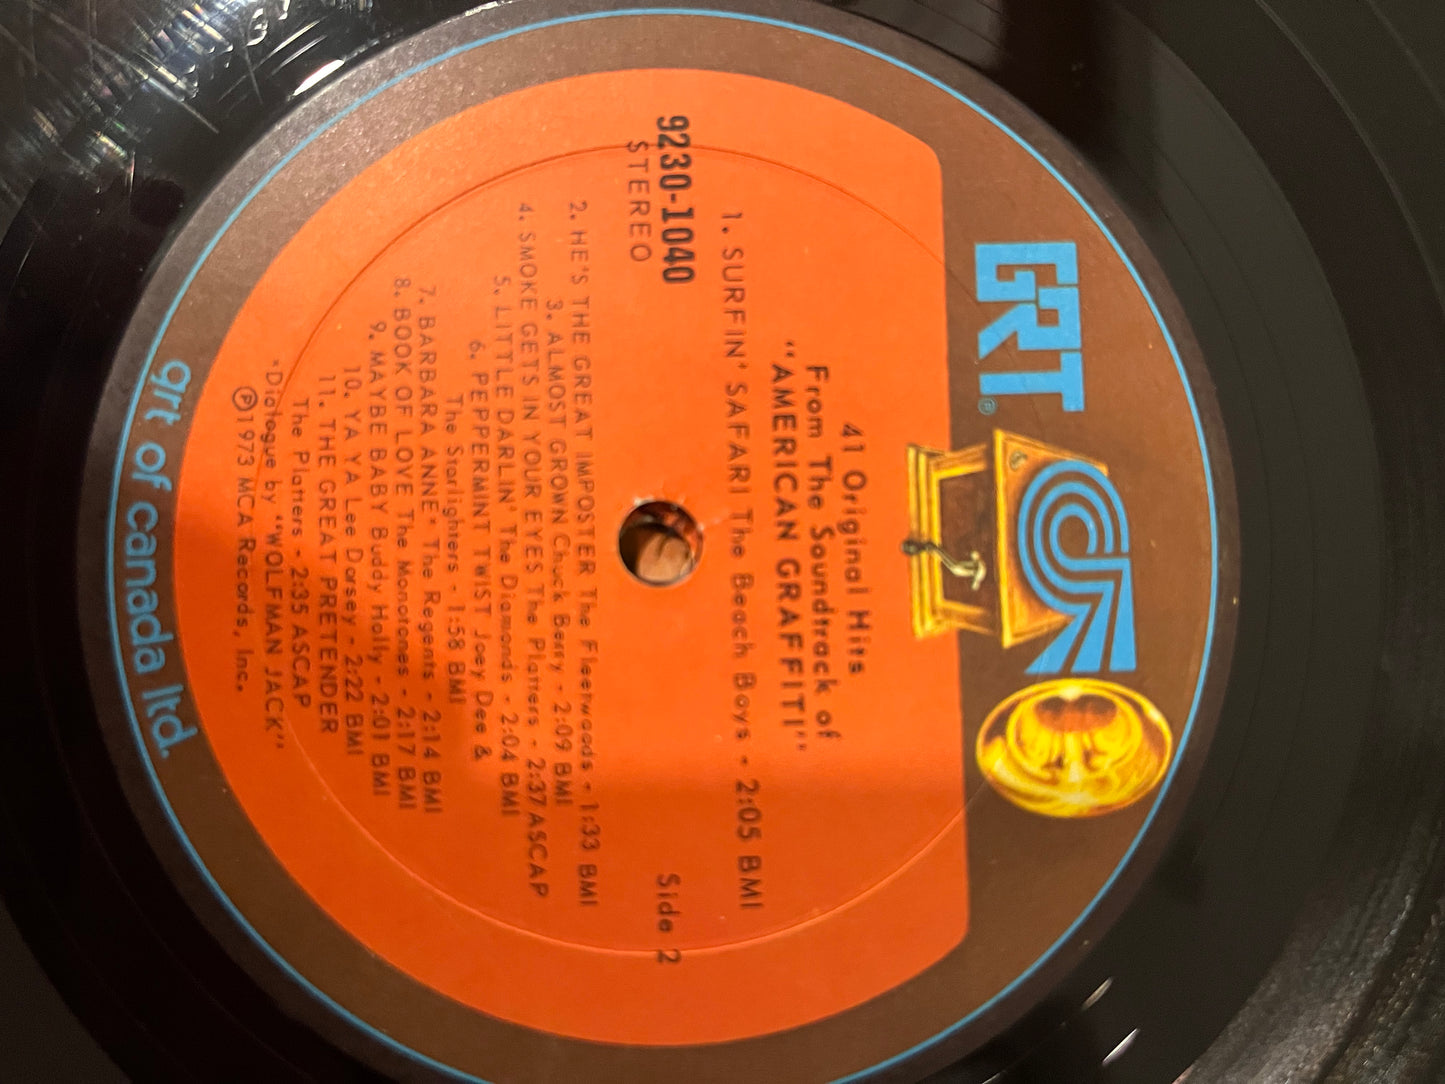 GRT®
41 Original Hits
From The Soundtrack of
"AMERICAN GRAFFITI"
9230-1040
STEREO
Side 2
1. SURFIN' SAFARI The Beach Boys - 2:05 BMI
2. HE'S THE GREAT IMPOSTER The Fleetwoods - 1:33 BMI
3. ALMOST GROWN Chuck Berry - 2:09 BMI
4. SMOKE GETS IN YOUR EYES The Platters - 2:37 ASCAP
5. LITTLE DARLIN' The Diamonds - 2:04 BMI
6. PEPPERMINT TWIST Joey Dee &
The Starlighters - 1:58 BMI
7. BARBARA ANNE* The Regents - 2:14 BMI
8. BOOK OF LOVE The Monotones - 2:17 BMI
9. MAYBE BABY Buddy Holly - 2:01 BMI
10. YA YA Lee Dorsey - 2:22 BMI
11. THE GREAT PRETENDER
The Platters - 2:35 ASCAP
*Dialogue by "WOLFMAN JACK"
℗1973 MCA Records, Inc.
grt of canada ltd.